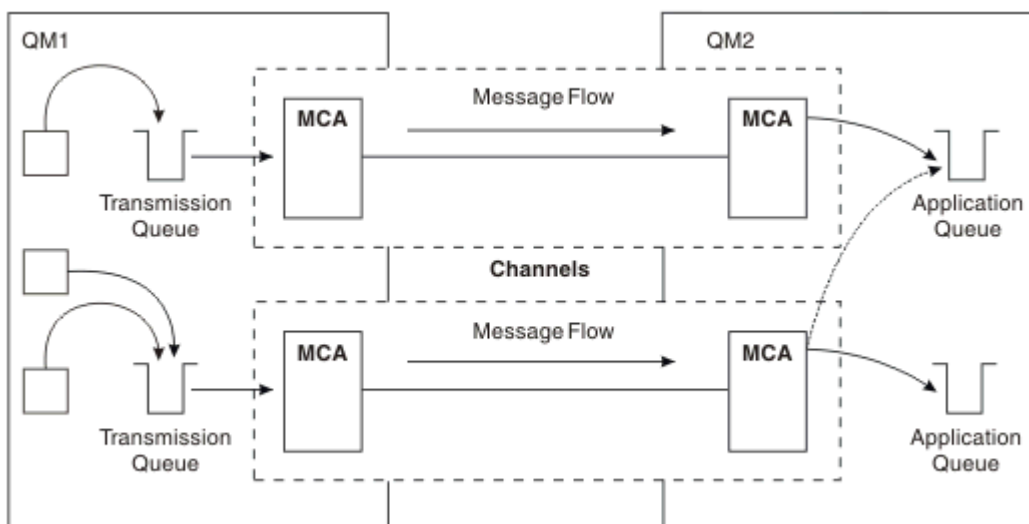 QM1
QM2
MCA
Message Flow
MCA
Transmission
Queue
Application
Queue
Channels
MCA
Message Flow
MCA
Transmission
Queue
Application
Queue